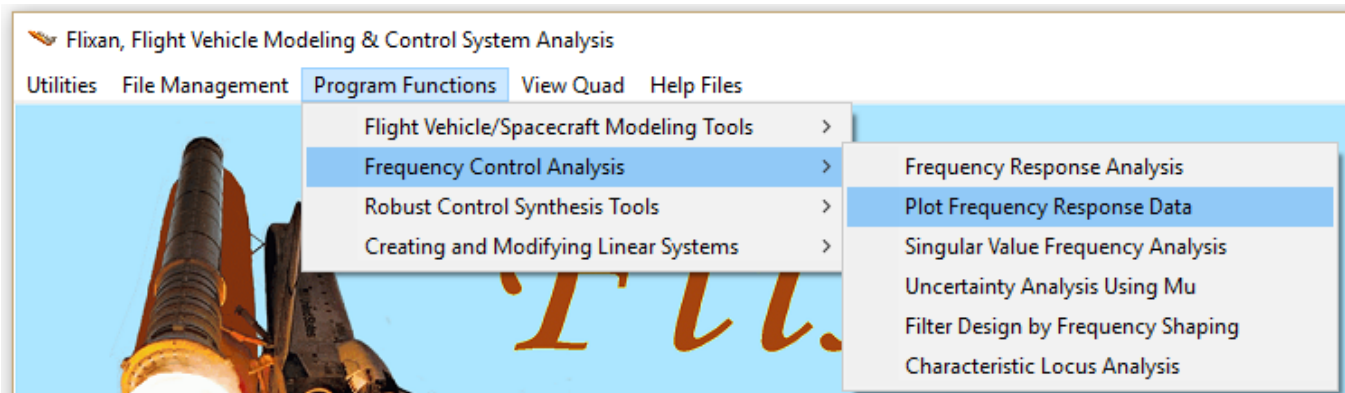 Flixan, Flight Vehicle Modeling & Control System Analysis
Utilities File Management Program Functions View Quad Help Files
Flight Vehicle/Spacecraft Modeling Tools >
Frequency Control Analysis >
Robust Control Synthesis Tools >
Creating and Modifying Linear Systems >
Frequency Response Analysis
Plot Frequency Response Data
Singular Value Frequency Analysis
Uncertainty Analysis Using Mu
Filter Design by Frequency Shaping
Characteristic Locus Analysis